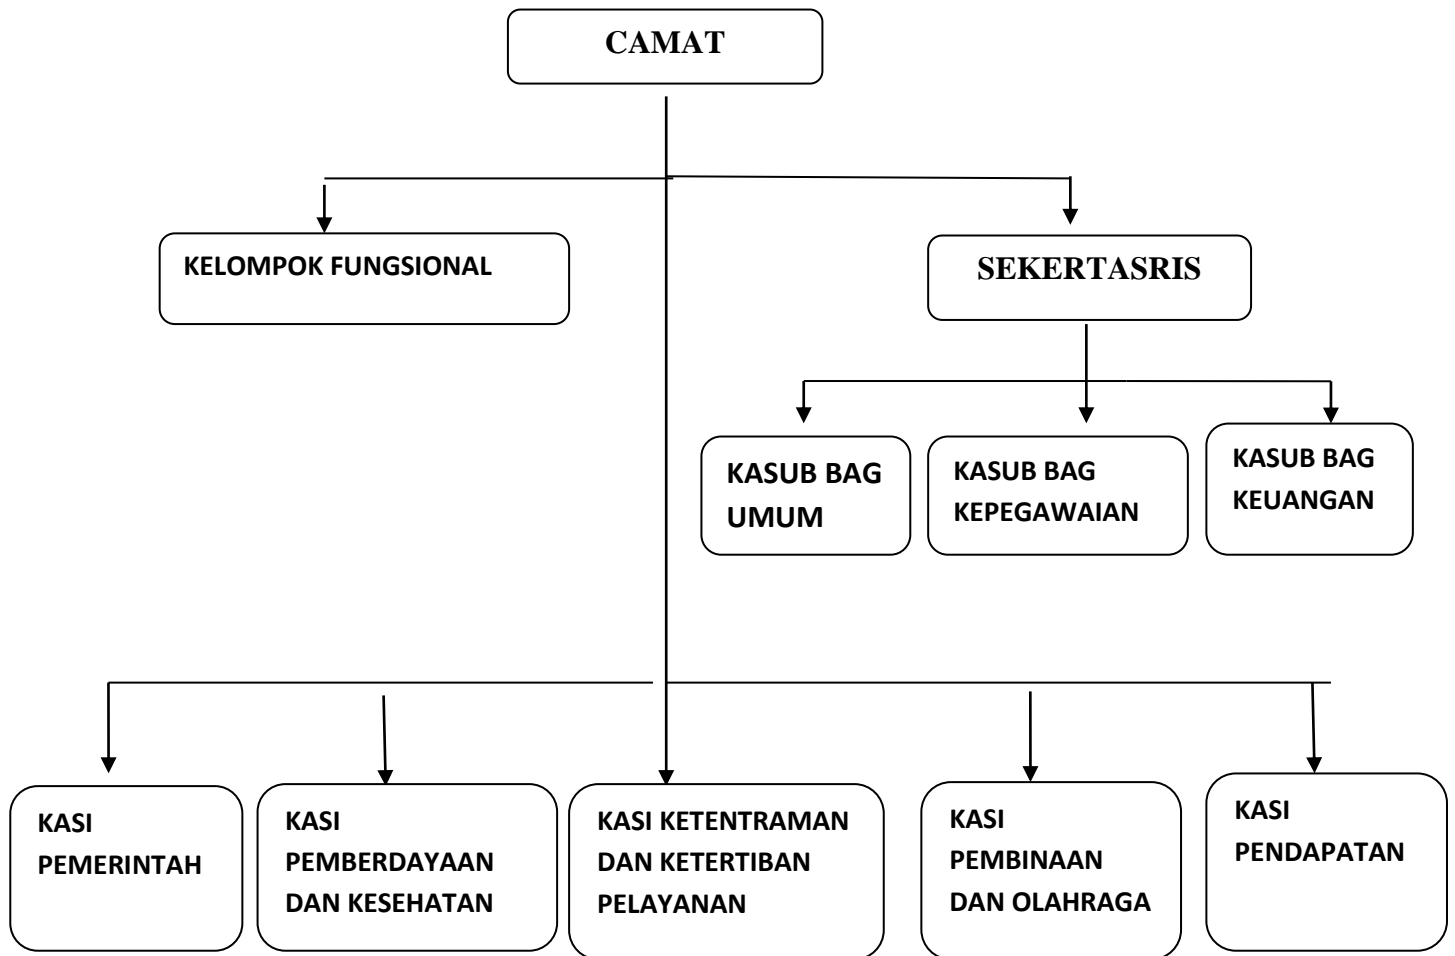 CAMAT
KELOMPOK FUNGSIONAL
SEKERTASRIS
KASUB BAG
UMUM
KASUB BAG
KEPEGAWAIAN
KASUB BAG
KEUANGAN
KASI
PEMERINTAH
KASI
PEMBERDAYAAN
DAN KESEHATAN
KASI KETENTRAMAN
DAN KETERTIBAN
PELAYANAN
KASI
PEMBINAAN
DAN OLAHRAGA
KASI
PENDAPATAN